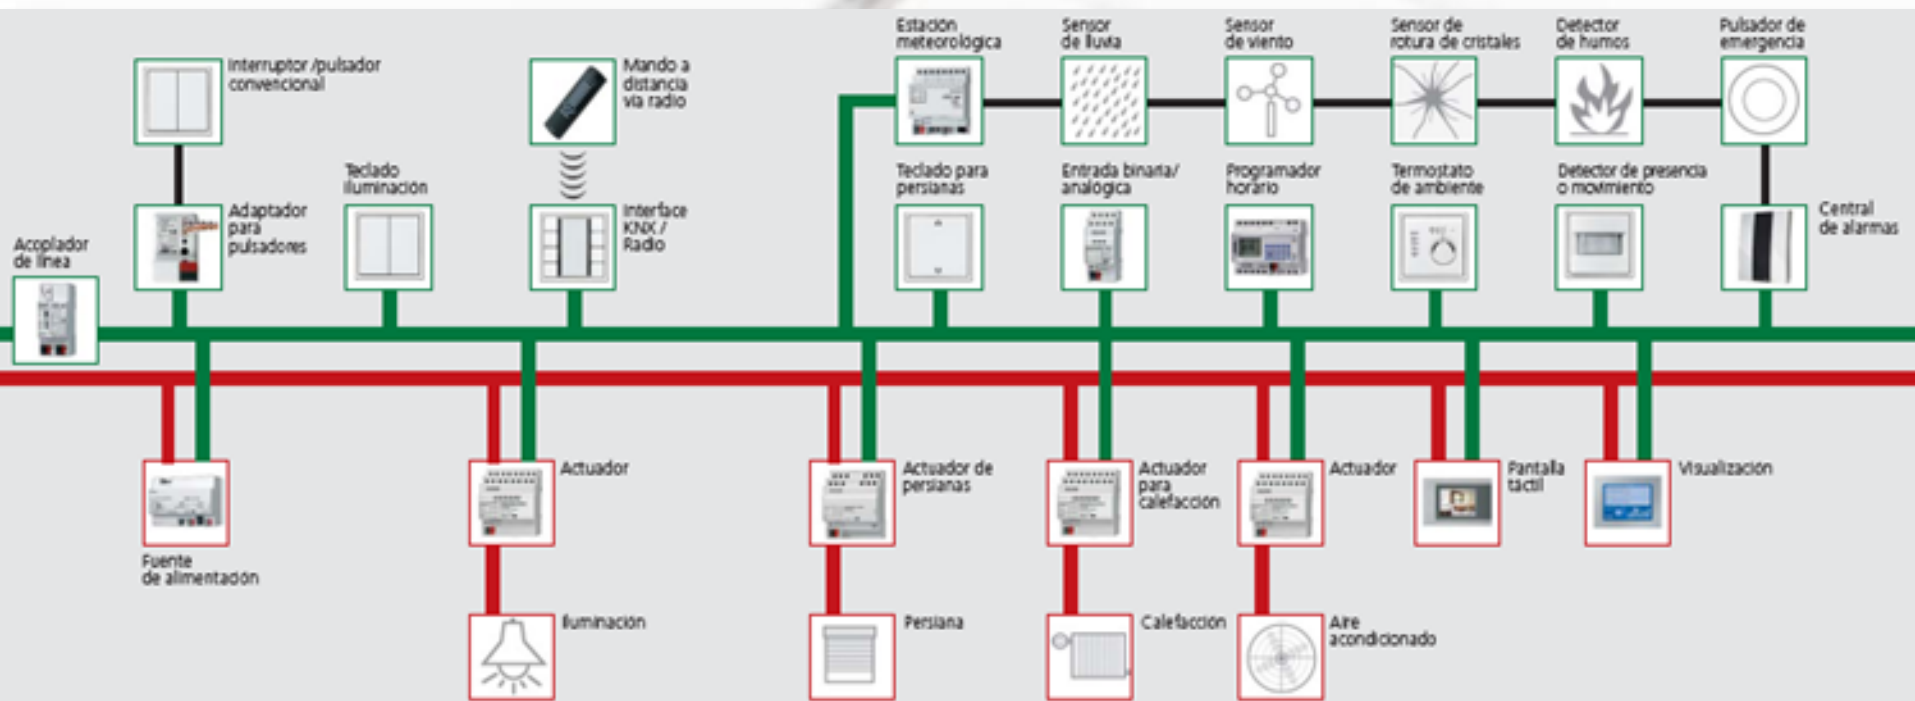 Estación
meteorológica
Sensor
de lluvia
Sensor
de viento
Sensor de
rotura de cristales
Detector
de humos
Pulsador de
emergencia
Interruptor /pulsador
convencional
Mando a
distancia
vía radio
Teclado
iluminación
Teclado para
persianas
Entrada binaria/
analógica
Programador
horario
Termostato
de ambiente
Detector de presencia
o movimiento
Acoplador
de línea
Adaptador
para
pulsadores
Interface
KNX /
Radio
Central
de alarmas
Fuente
de alimentación
Actuador
Actuador de
persianas
Actuador
para
calefacción
Actuador
Pantalla
táctil
Visualización
Iluminación
Persiana
Calefacción
Aire
acondicionado